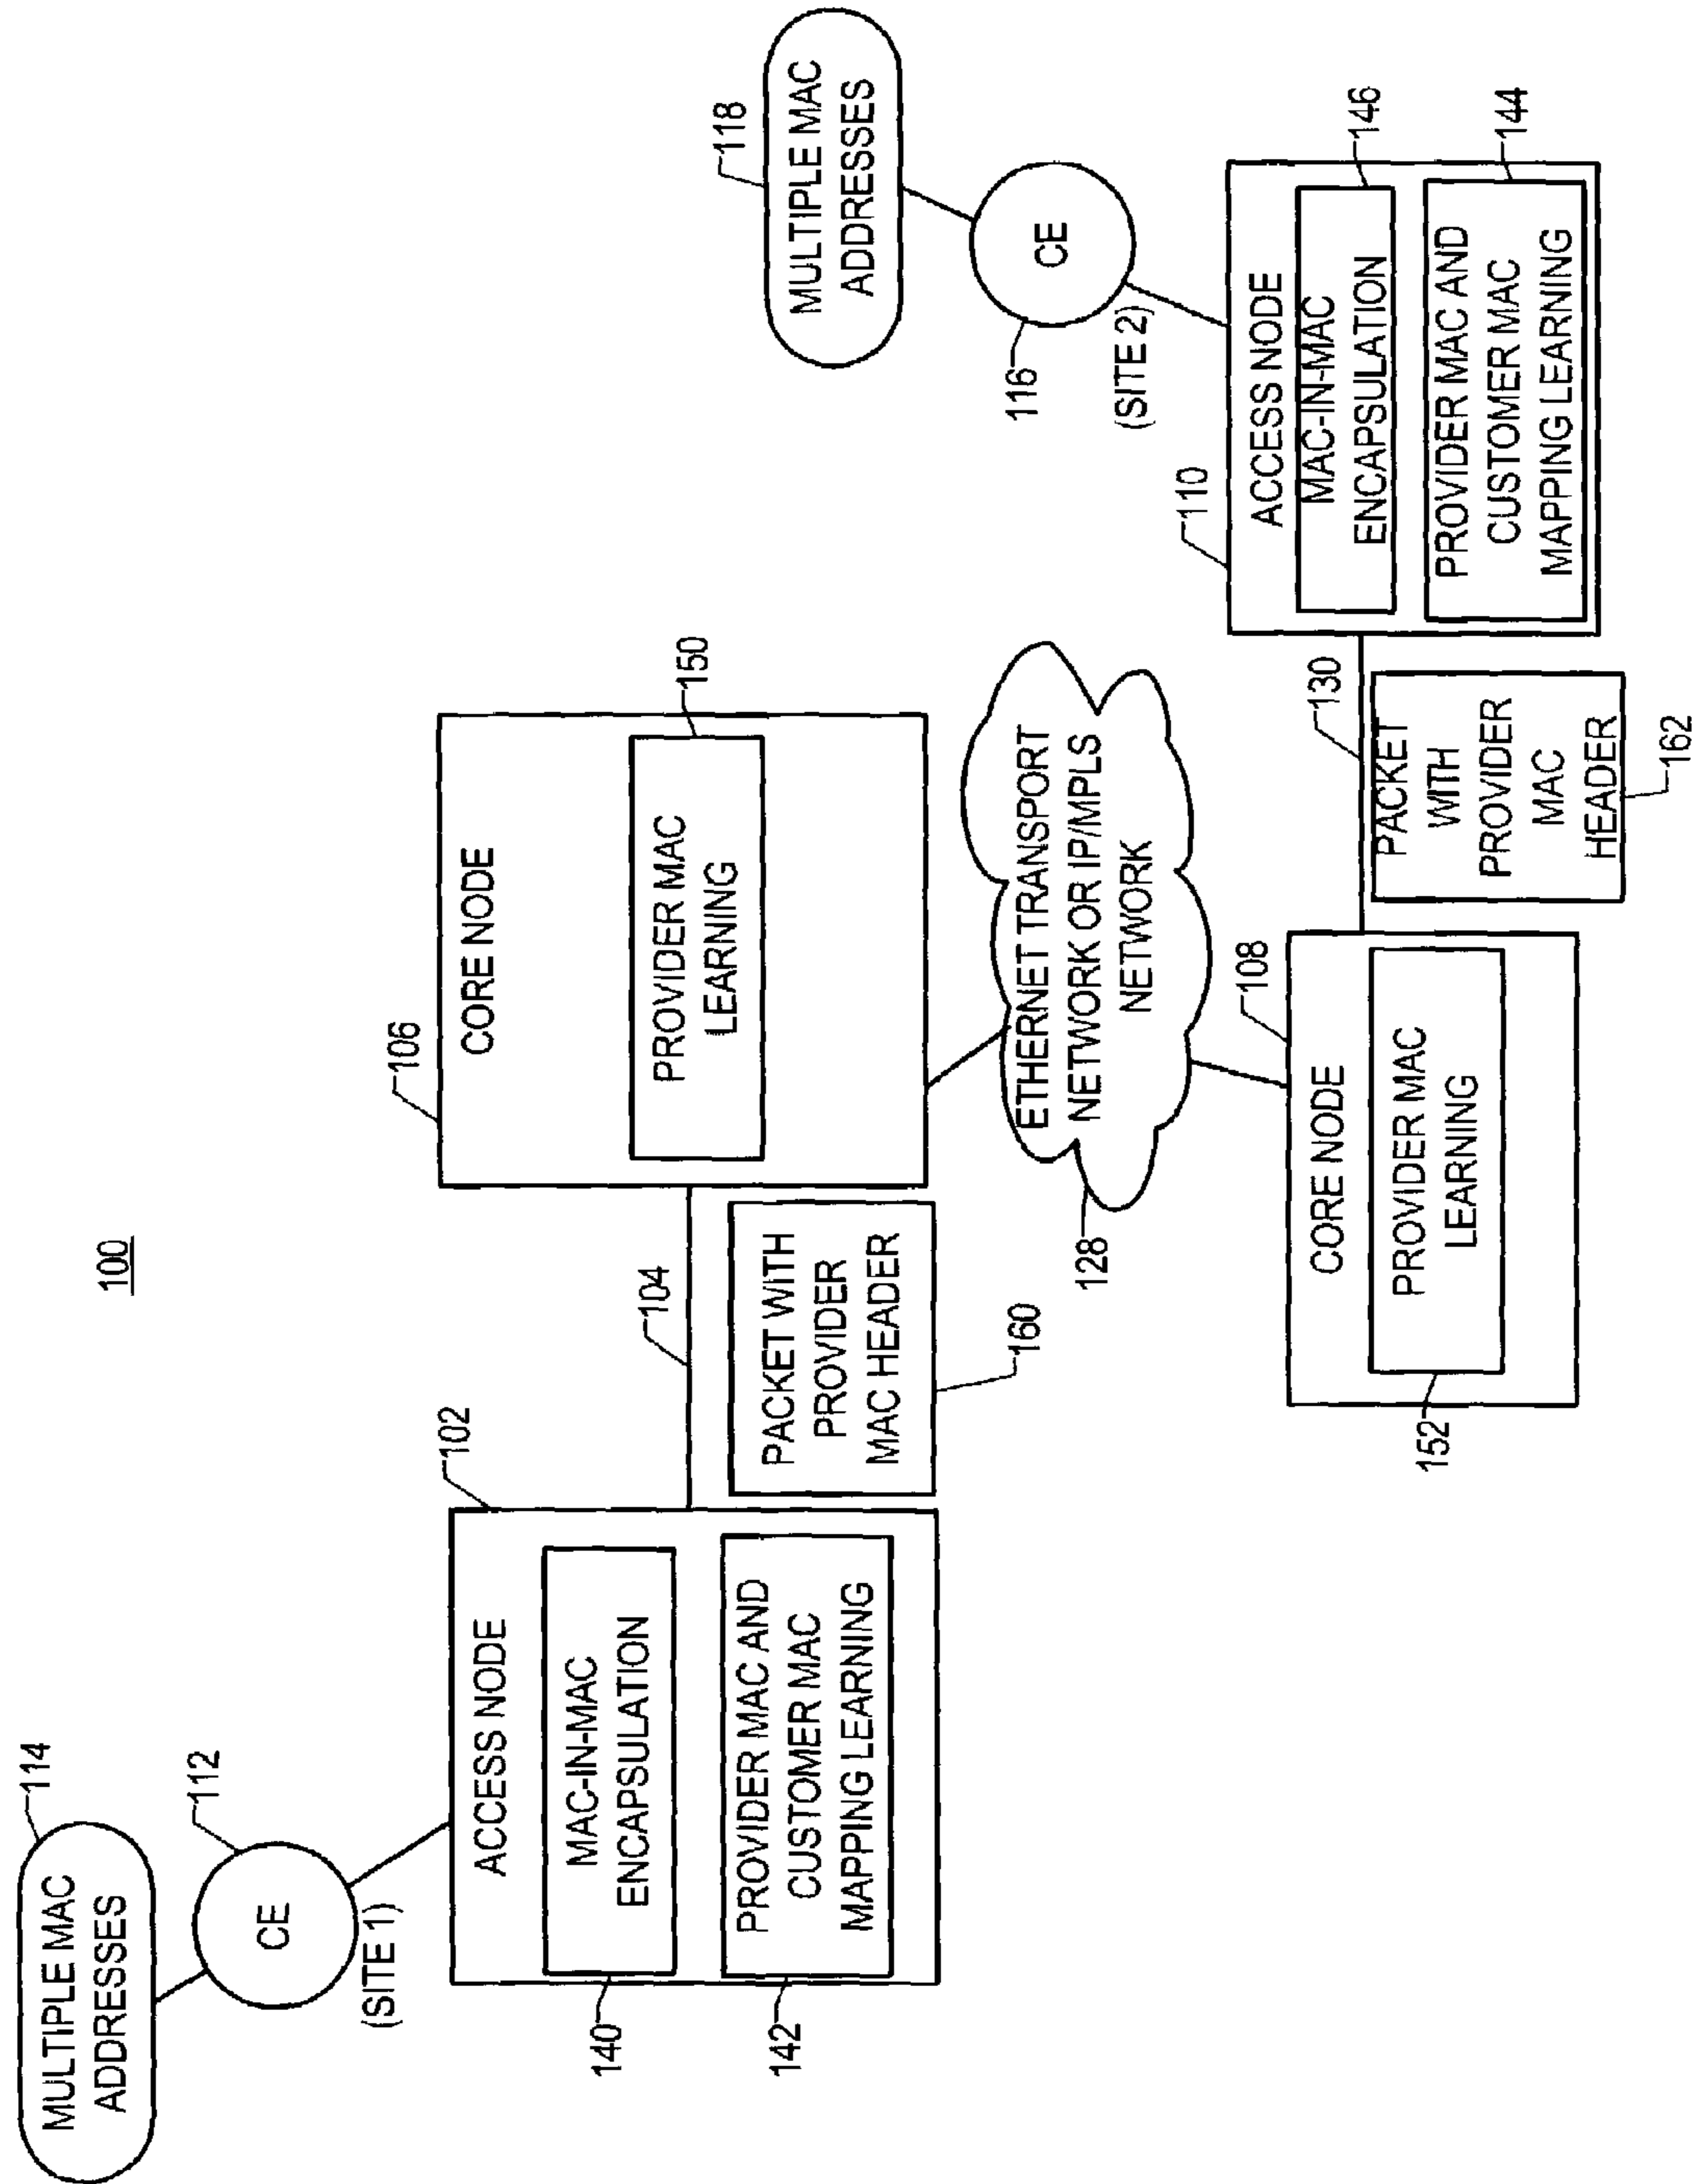 100
MULTIPLE MAC
ADDRESSES
114
CE
112
(SITE 1)
102
ACCESS NODE
MAC-IN-MAC
ENCAPSULATION
140
PROVIDER MAC AND
CUSTOMER MAC
MAPPING LEARNING
142
104
PACKET WITH
PROVIDER
MAC HEADER
160
106
CORE NODE
PROVIDER MAC
LEARNING
150
ETHERNET TRANSPORT
NETWORK OR IP/MPLS
NETWORK
128
108
CORE NODE
PROVIDER MAC
LEARNING
152
130
PACKET
WITH
PROVIDER
MAC
HEADER
162
118
MULTIPLE MAC
ADDRESSES
CE
116
(SITE 2)
110
ACCESS NODE
MAC-IN-MAC
ENCAPSULATION
146
PROVIDER MAC AND
CUSTOMER MAC
MAPPING LEARNING
144